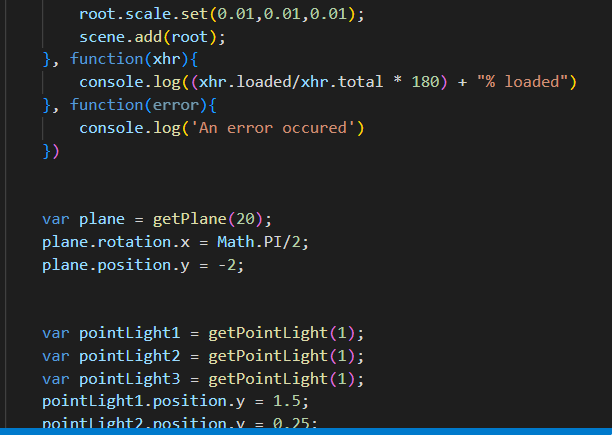 root.scale.set(0.01,0.01,0.01);
scene.add(root);
}, function(xhr){
console.log((xhr.loaded/xhr.total * 180) + "% loaded")
}, function(error){
console.log('An error occured')
})
var plane = getPlane(20);
plane.rotation.x = Math.PI/2;
plane.position.y = -2;
var pointLight1 = getPointLight(1);
var pointLight2 = getPointLight(1);
var pointLight3 = getPointLight(1);
pointLight1.position.y = 1.5;
pointLight2.position.y = 0.25;